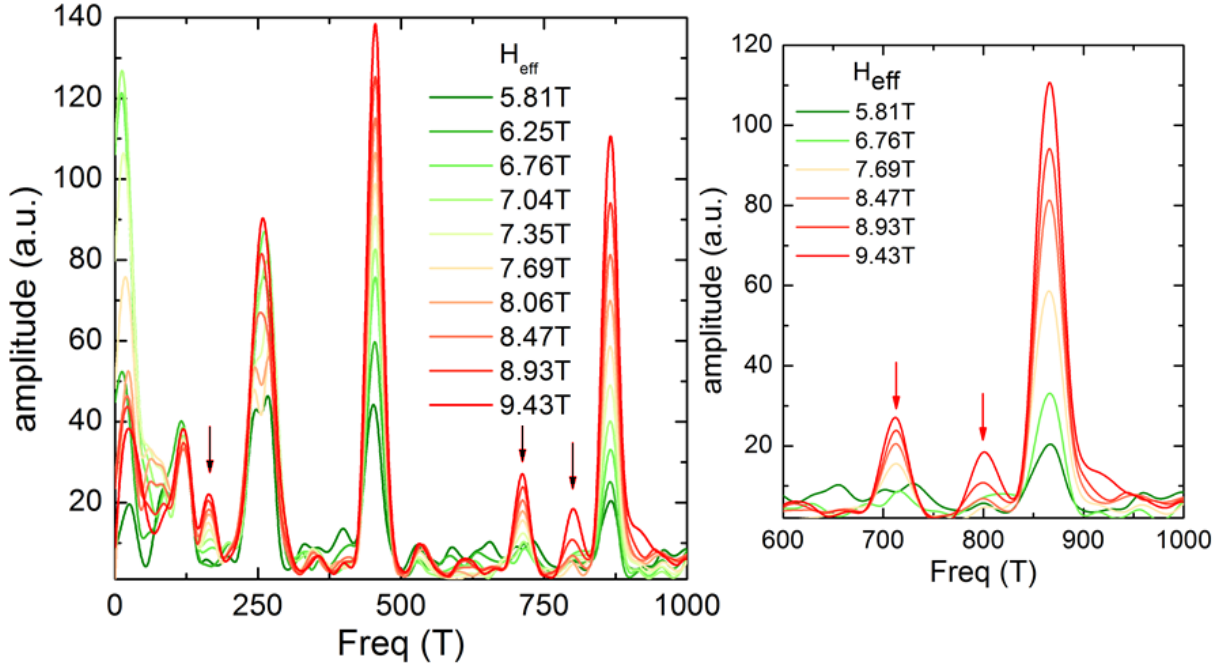 140
120
100
80
60
40
20
amplitude (a.u.)
0
250
500
750
1000
Freq (T)
H_eff
5.81T
6.25T
6.76T
7.04T
7.35T
7.69T
8.06T
8.47T
8.93T
9.43T
120
100
80
60
40
20
amplitude (a.u.)
600
700
800
900
1000
Freq (T)
H_eff
5.81T
6.76T
7.69T
8.47T
8.93T
9.43T